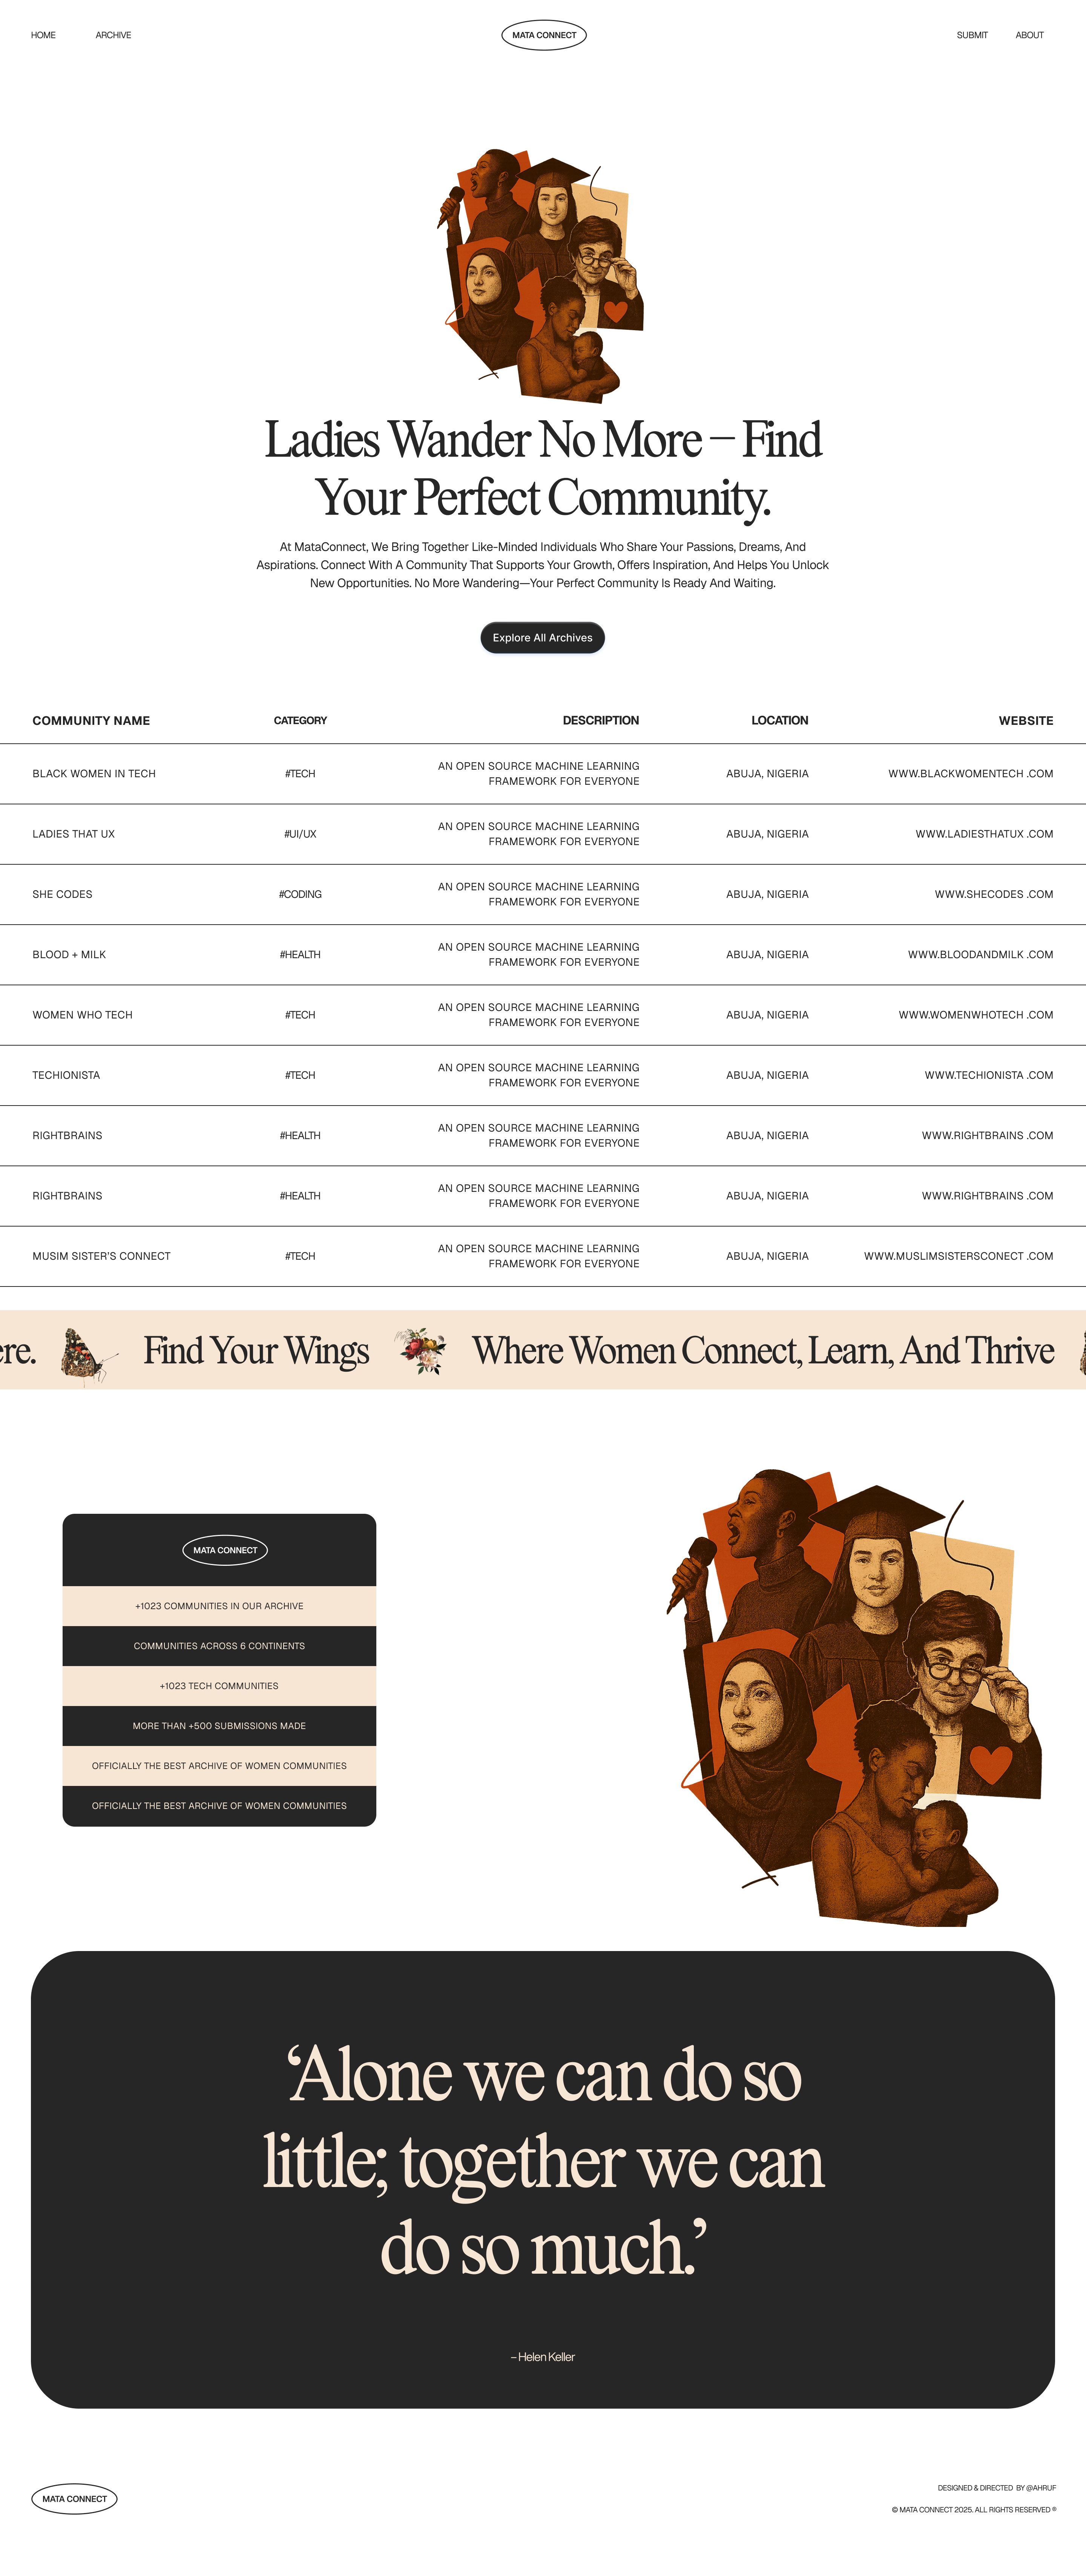 HOME ARCHIVE MATA CONNECT SUBMIT ABOUT
Ladies Wander No More – Find
Your Perfect Community.
At MataConnect, We Bring Together Like-Minded Individuals Who Share Your Passions, Dreams, And
Aspirations. Connect With A Community That Supports Your Growth, Offers Inspiration, And Helps You Unlock
New Opportunities. No More Wandering—Your Perfect Community Is Ready And Waiting.
Explore All Archives
COMMUNITY NAME CATEGORY DESCRIPTION LOCATION WEBSITE
BLACK WOMEN IN TECH #TECH AN OPEN SOURCE MACHINE LEARNING
FRAMEWORK FOR EVERYONE ABUJA, NIGERIA WWW.BLACKWOMENTECH .COM
LADIES THAT UX #UI/UX AN OPEN SOURCE MACHINE LEARNING
FRAMEWORK FOR EVERYONE ABUJA, NIGERIA WWW.LADIESTHATUX .COM
SHE CODES #CODING AN OPEN SOURCE MACHINE LEARNING
FRAMEWORK FOR EVERYONE ABUJA, NIGERIA WWW.SHECODES .COM
BLOOD + MILK #HEALTH AN OPEN SOURCE MACHINE LEARNING
FRAMEWORK FOR EVERYONE ABUJA, NIGERIA WWW.BLOODANDMILK .COM
WOMEN WHO TECH #TECH AN OPEN SOURCE MACHINE LEARNING
FRAMEWORK FOR EVERYONE ABUJA, NIGERIA WWW.WOMENWHOTECH .COM
TECHIONISTA #TECH AN OPEN SOURCE MACHINE LEARNING
FRAMEWORK FOR EVERYONE ABUJA, NIGERIA WWW.TECHIONISTA .COM
RIGHTBRAINS #HEALTH AN OPEN SOURCE MACHINE LEARNING
FRAMEWORK FOR EVERYONE ABUJA, NIGERIA WWW.RIGHTBRAINS .COM
RIGHTBRAINS #HEALTH AN OPEN SOURCE MACHINE LEARNING
FRAMEWORK FOR EVERYONE ABUJA, NIGERIA WWW.RIGHTBRAINS .COM
MUSIM SISTER'S CONNECT #TECH AN OPEN SOURCE MACHINE LEARNING
FRAMEWORK FOR EVERYONE ABUJA, NIGERIA WWW.MUSLIMSISTERSCONECT .COM
ere. Find Your Wings Where Women Connect, Learn, And Thrive
MATA CONNECT
+1023 COMMUNITIES IN OUR ARCHIVE
COMMUNITIES ACROSS 6 CONTINENTS
+1023 TECH COMMUNITIES
MORE THAN +500 SUBMISSIONS MADE
OFFICIALLY THE BEST ARCHIVE OF WOMEN COMMUNITIES
OFFICIALLY THE BEST ARCHIVE OF WOMEN COMMUNITIES
‘Alone we can do so
little; together we can
do so much.’
– Helen Keller
MATA CONNECT
DESIGNED & DIRECTED BY @AHRUF
© MATA CONNECT 2025. ALL RIGHTS RESERVED ®